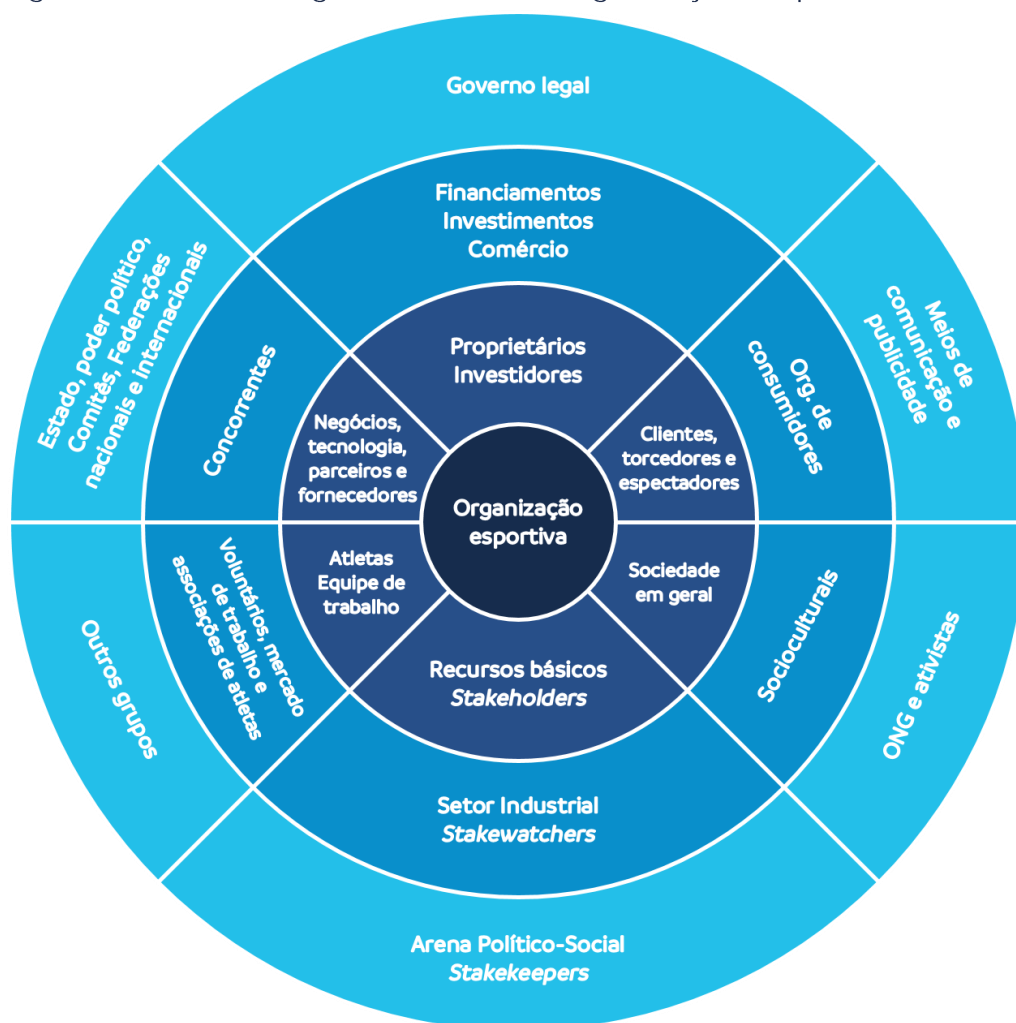 Governo legal
Financiamentos
Investimentos
Comércio
Proprietários
Investidores
Estado, poder político,
Comitês, Federações
nacionais e internacionais
Concorrentes
Negócios,
tecnologia,
parceiros e
fornecedores
Organização
esportiva
Clientes,
torcedores e
espectadores
Org. de
consumidores
Meios de
comunicação e
publicidade
Outros grupos
Voluntários, mercado
de trabalho e
associações de atletas
Atletas
Equipe de
trabalho
Sociedade
em geral
Socioculturais
ONG e ativistas
Recursos básicos
Stakeholders
Setor Industrial
Stakewatchers
Arena Político-Social
Stakekeepers